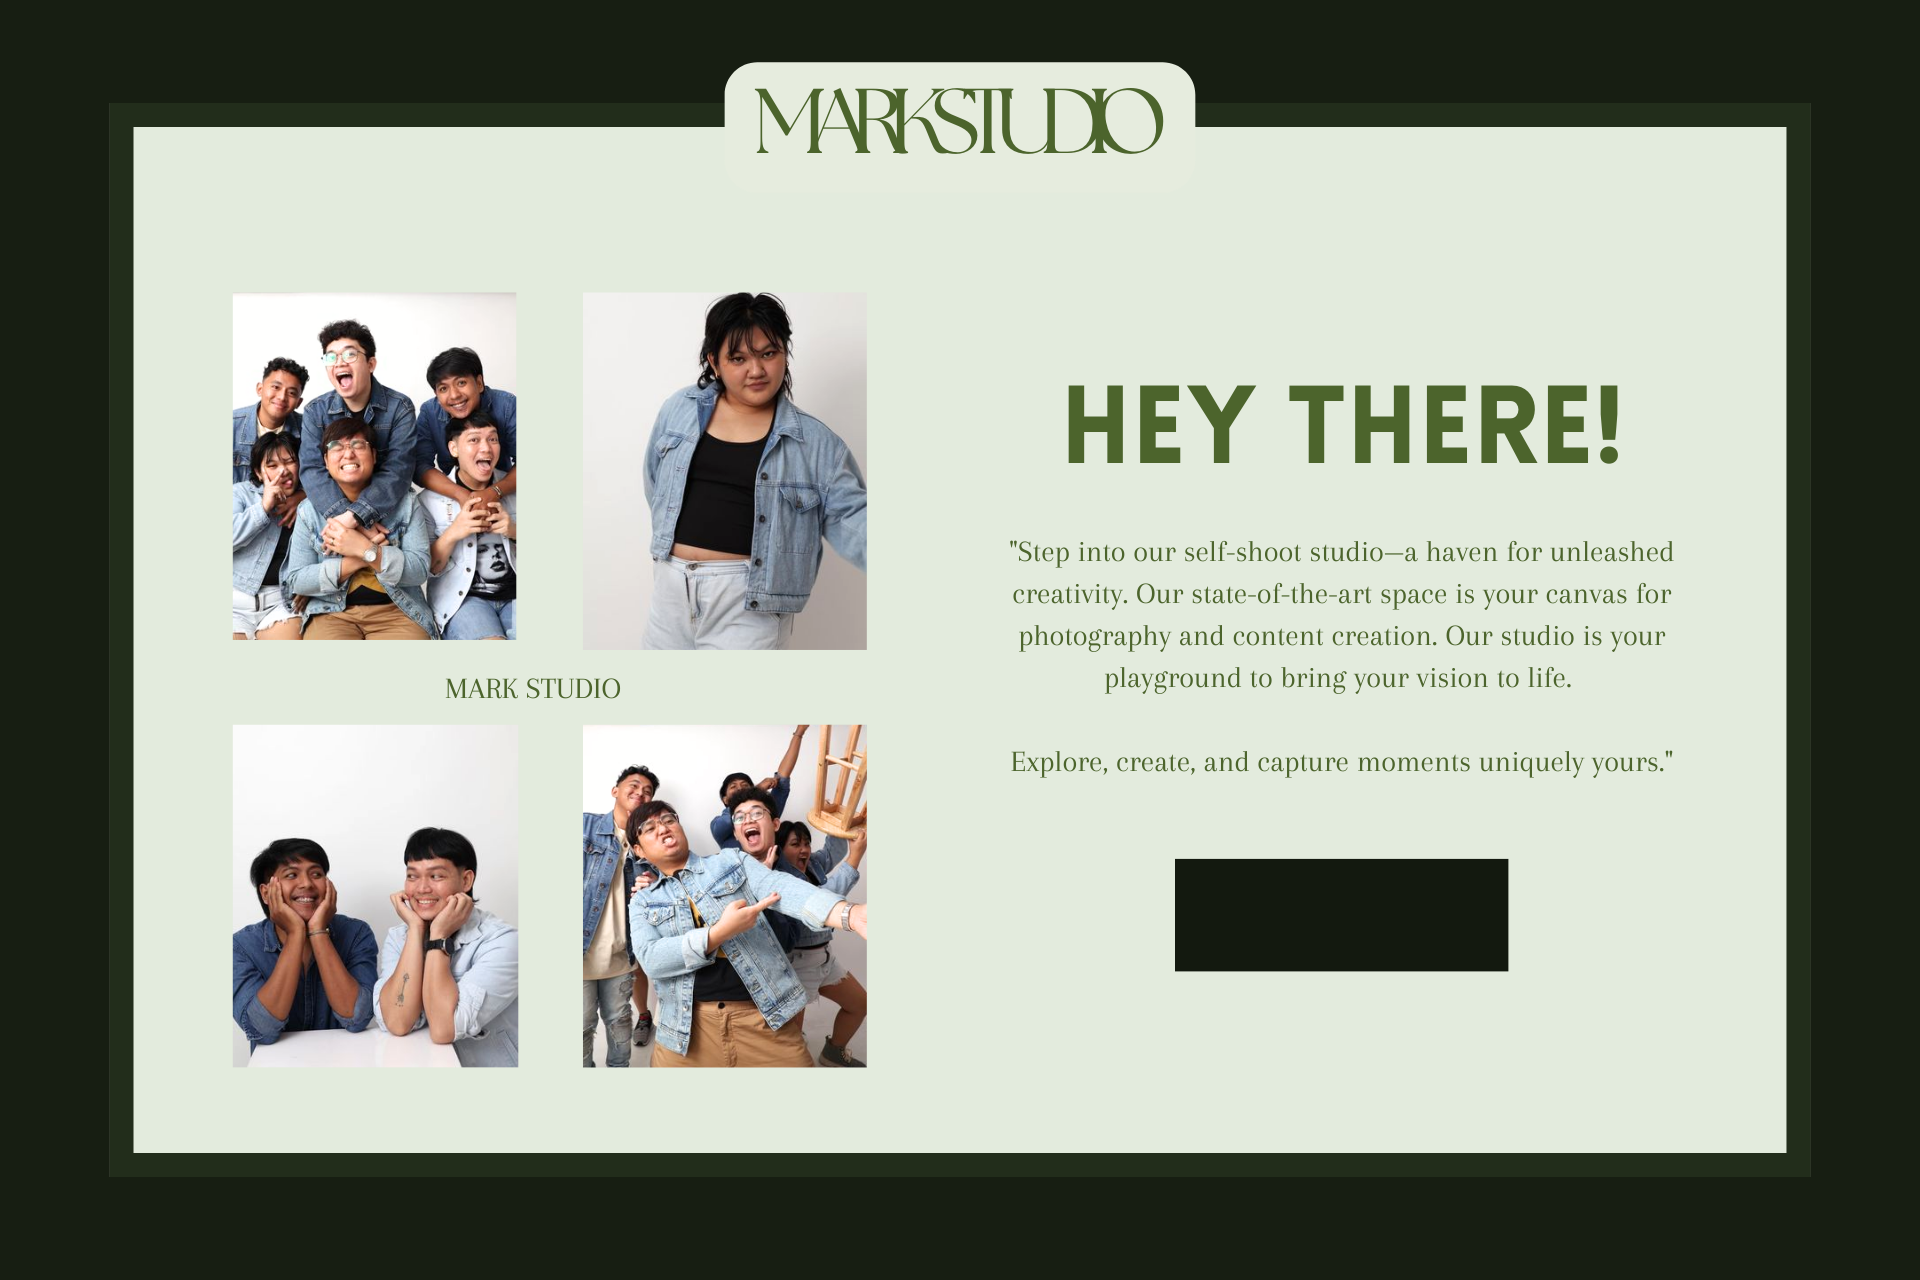 MARKSTUDIO
MARK STUDIO
HEY THERE!
"Step into our self-shoot studio—a haven for unleashed
creativity. Our state-of-the-art space is your canvas for
photography and content creation. Our studio is your
playground to bring your vision to life.
Explore, create, and capture moments uniquely yours."